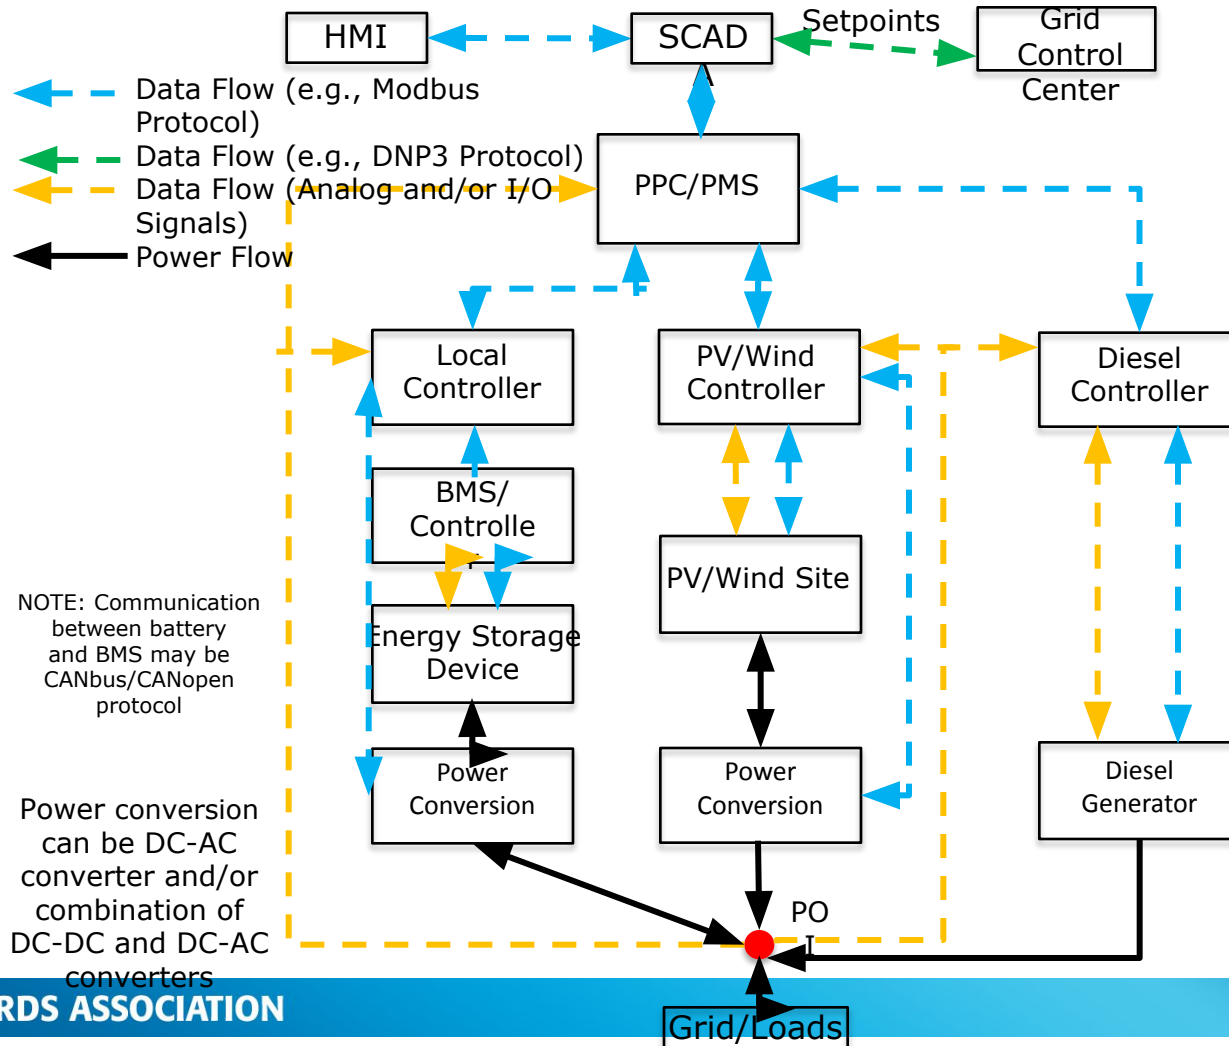 HMI
SCAD
A
Setpoints
Grid
Control
Center
Data Flow (e.g., Modbus
Protocol)
Data Flow (e.g., DNP3 Protocol)
Data Flow (Analog and/or I/O
Signals)
Power Flow
PPC/PMS
Local
Controller
PV/Wind
Controller
Diesel
Controller
BMS/
Controlle
r
PV/Wind Site
NOTE: Communication
between battery
and BMS may be
CANbus/CANopen
protocol
Energy Storage
Device
Power
Conversion
Power
Conversion
Diesel
Generator
Power conversion
can be DC-AC
converter and/or
combination of
DC-DC and DC-AC
converters
PO
I
RDS ASSOCIATION
Grid/Loads